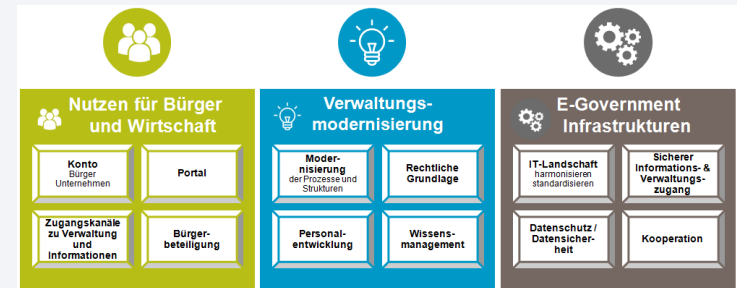 Nutzen für Bürger
und Wirtschaft
Konto
Bürger
Unternehmen
Portal
Zugangskanäle
zu Verwaltung
und
Informationen
Bürger-
beteiligung
Verwaltungs-
modernisierung
Moder-
nisierung
der Prozesse und
Strukturen
Rechtliche
Grundlage
Personal-
entwicklung
Wissens-
management
E-Government
Infrastrukturen
IT-Landschaft
harmonisieren
standardisieren
Sicherer
Informations- &
Verwaltungs-
zugang
Datenschutz /
Datensicher-
heit
Kooperation